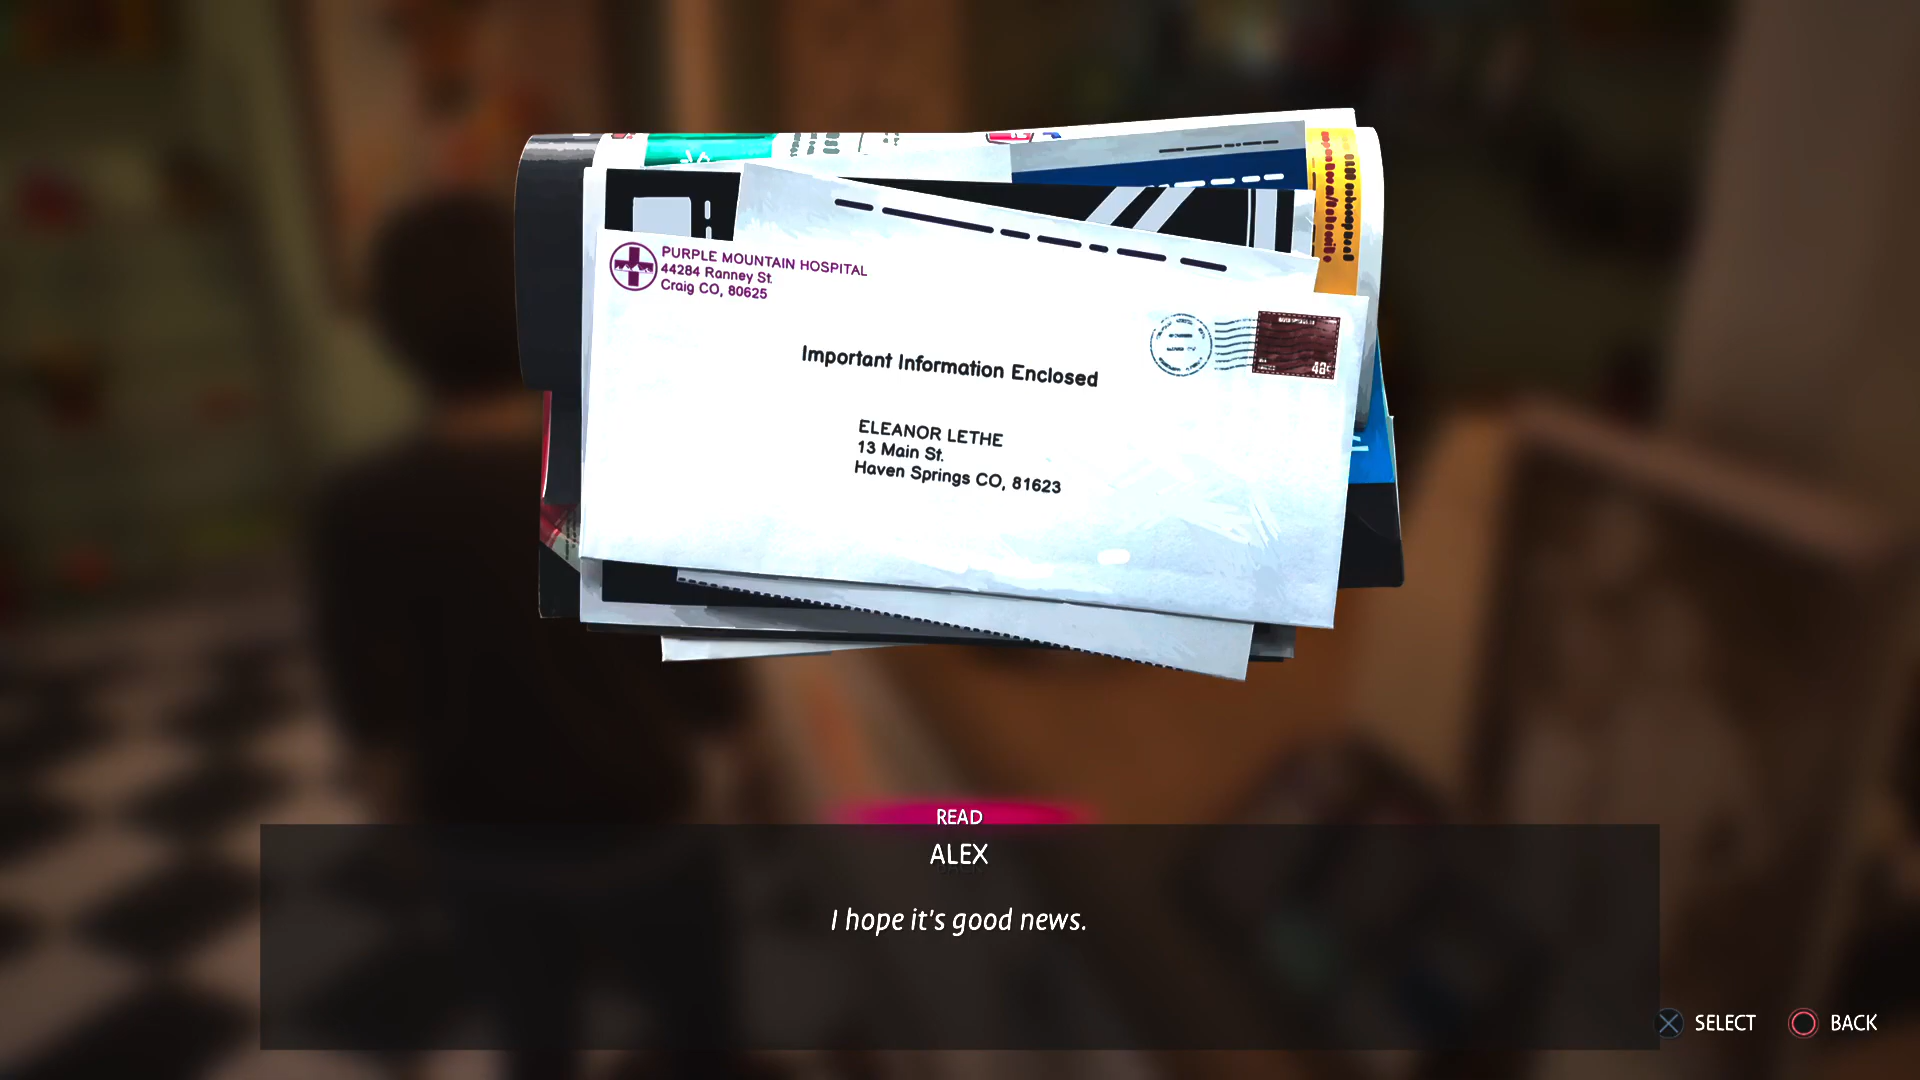 PURPLE MOUNTAIN HOSPITAL
44284 Ranney St.
Craig CO, 80625
48¢
Important Information Enclosed
ELEANOR LETHE
13 Main St.
Haven Springs CO, 81623
READ
ALEX
I hope it's good news.
SELECT
BACK